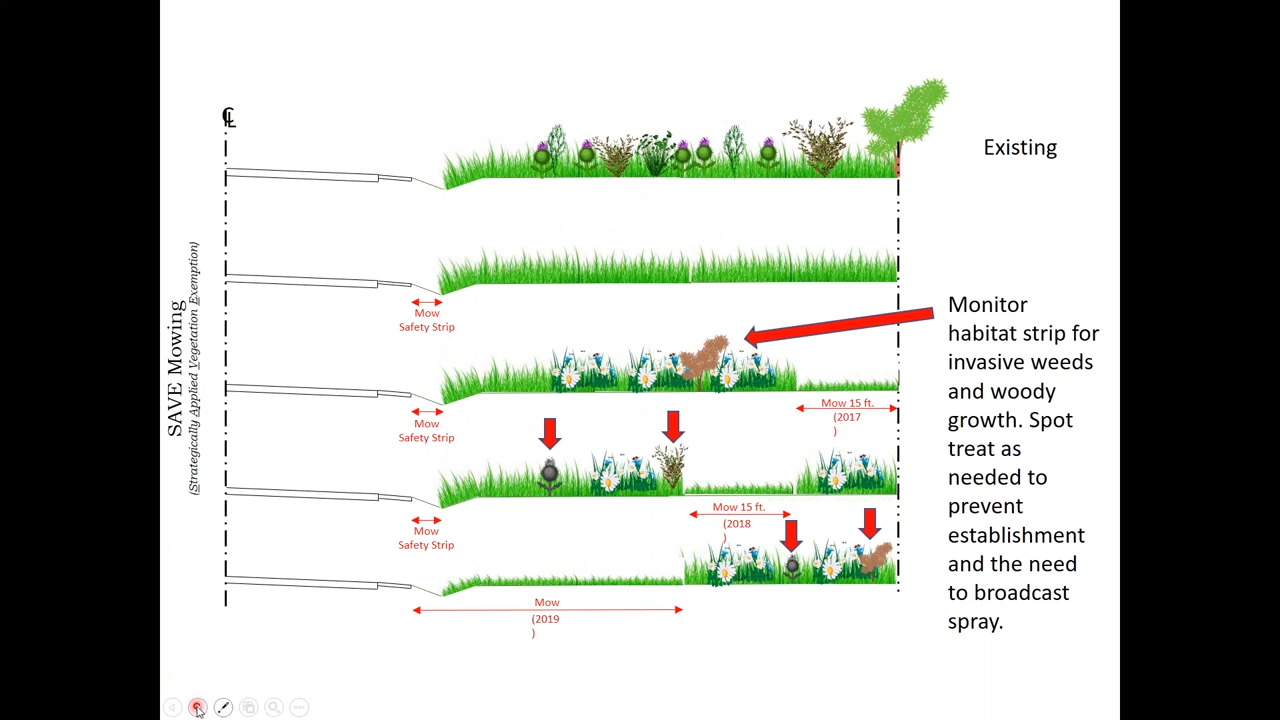 ℄
Existing
SAVE Mowing
(Strategically Applied Vegetation Exemption)
Mow
Safety Strip
Monitor
habitat strip for
invasive weeds
and woody
growth. Spot
treat as
needed to
prevent
establishment
and the need
to broadcast
spray.
Mow 15 ft.
(2017
)
Mow
Safety Strip
Mow 15 ft.
(2018
)
Mow
Safety Strip
Mow
(2019
)